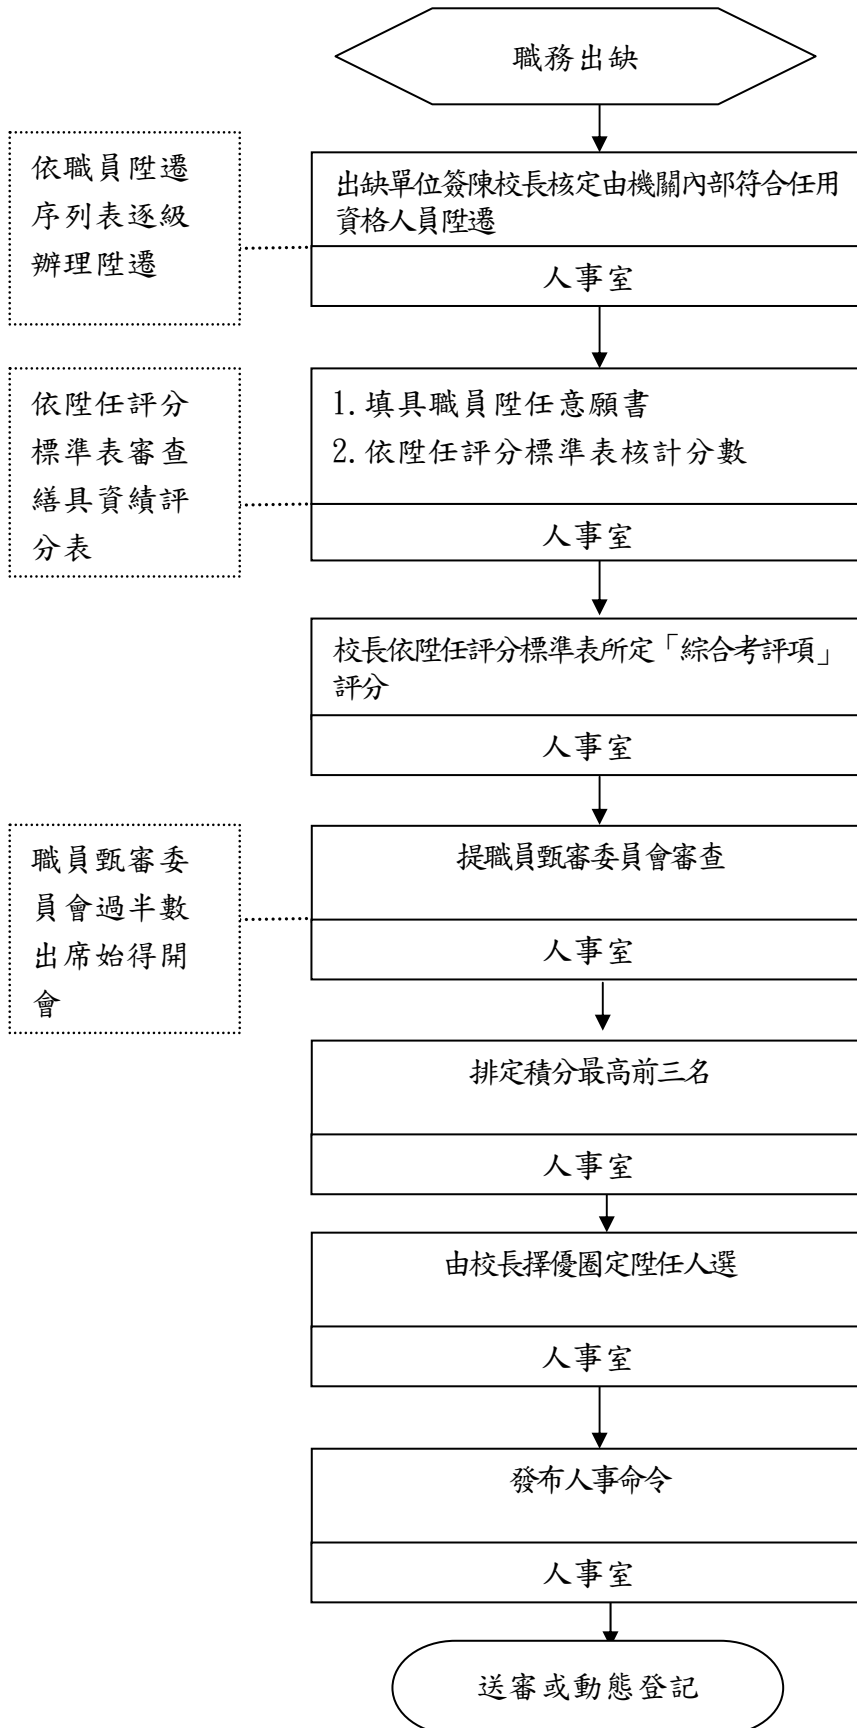 職務出缺
依職員陞遷
序列表逐級
辦理陞遷
出缺單位簽陳校長核定由機關內部符合任用
資格人員陞遷
人事室
依陞任評分
標準表審查
繕具資績評
分表
1.填具職員陞任意願書
2.依陞任評分標準表核計分數
人事室
校長依陞任評分標準表所定「綜合考評項」
評分
人事室
職員甄審委
員會過半數
出席始得開
會
提職員甄審委員會審查
人事室
排定積分最高前三名
人事室
由校長擇優圈定陞任人選
人事室
發布人事命令
人事室
送審或動態登記